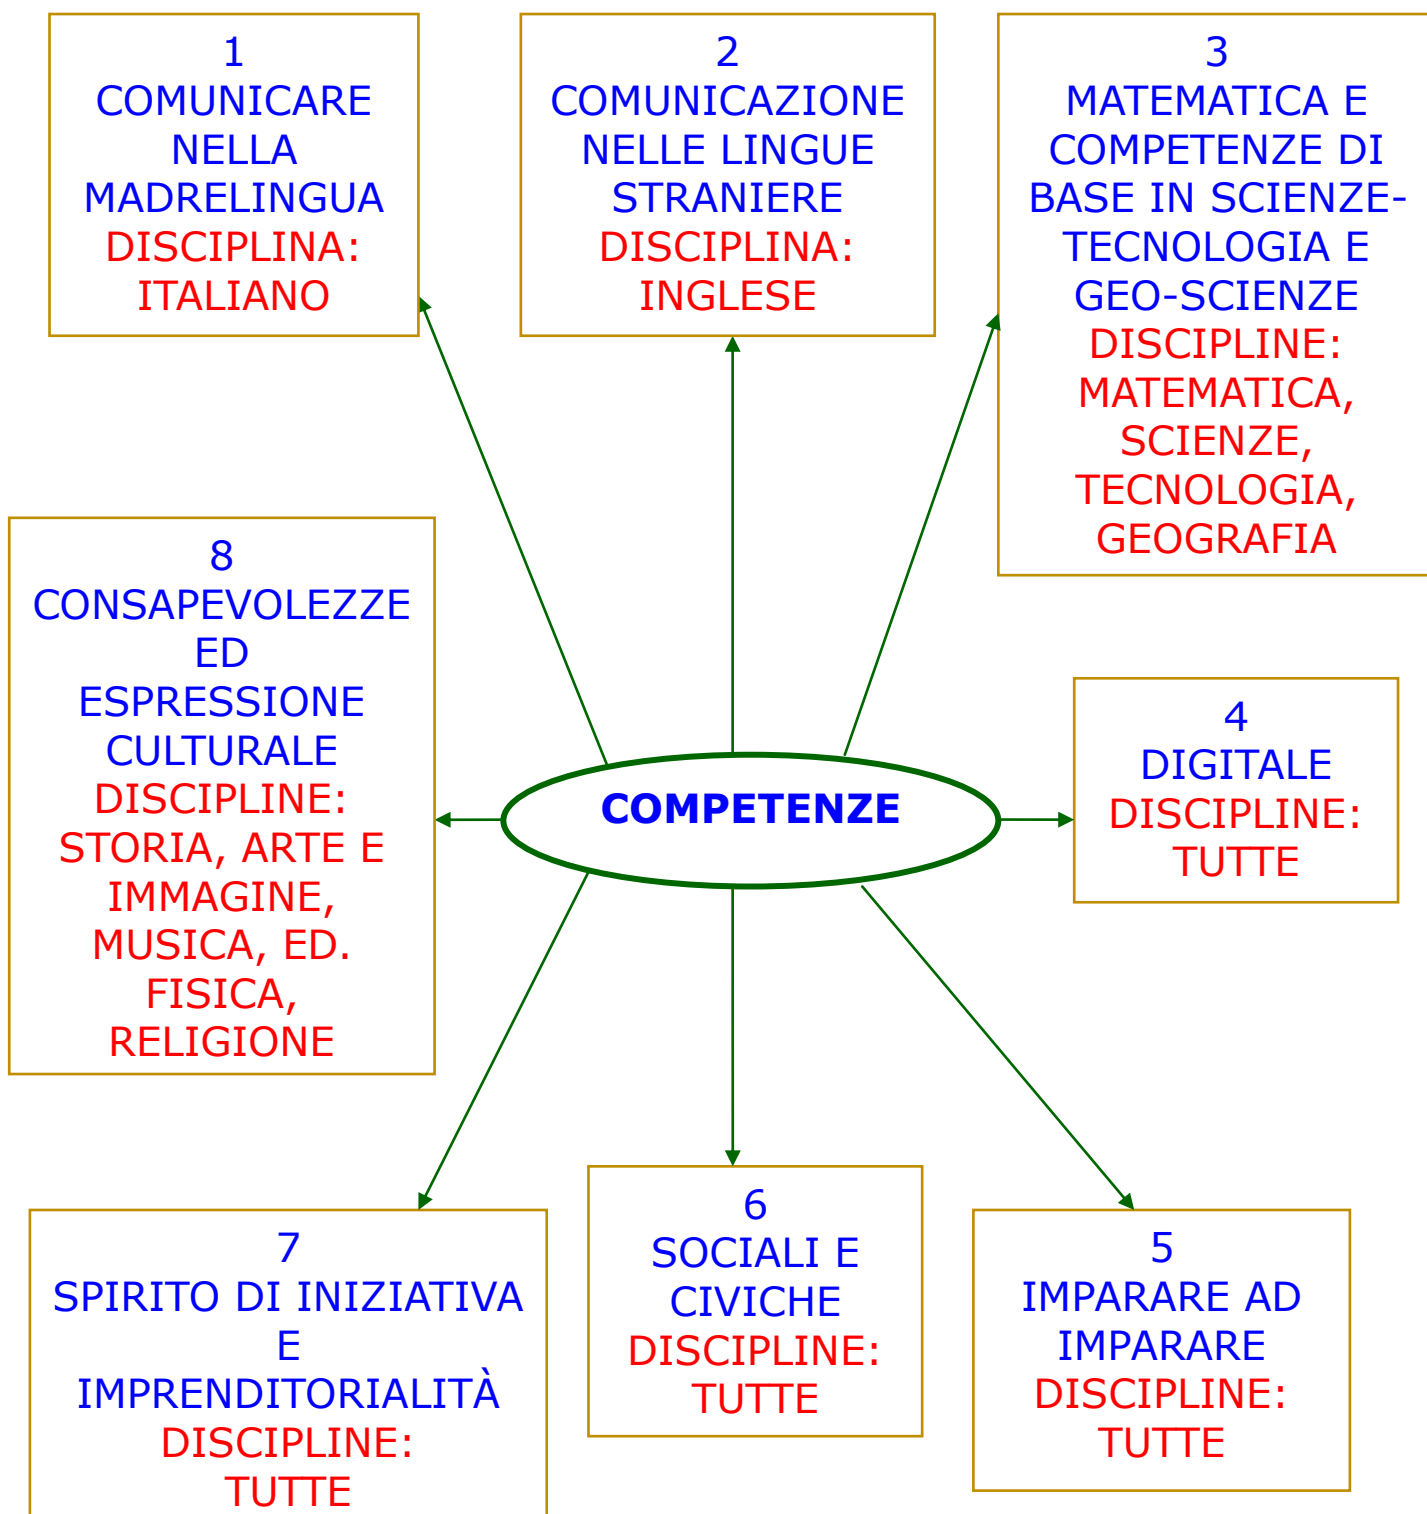 1
COMUNICARE
NELLA
MADRELINGUA
DISCIPLINA:
ITALIANO
2
COMUNICAZIONE
NELLE LINGUE
STRANIERE
DISCIPLINA:
INGLESE
3
MATEMATICA E
COMPETENZE DI
BASE IN SCIENZE-
TECNOLOGIA E
GEO-SCIENZE
DISCIPLINE:
MATEMATICA,
SCIENZE,
TECNOLOGIA,
GEOGRAFIA
8
CONSAPEVOLEZZE
ED
ESPRESSIONE
CULTURALE
DISCIPLINE:
STORIA, ARTE E
IMMAGINE,
MUSICA, ED.
FISICA,
RELIGIONE
COMPETENZE
4
DIGITALE
DISCIPLINE:
TUTTE
7
SPIRITO DI INIZIATIVA
E
IMPRENDITORIALITÀ
DISCIPLINE:
TUTTE
6
SOCIALI E
CIVICHE
DISCIPLINE:
TUTTE
5
IMPARARE AD
IMPARARE
DISCIPLINE:
TUTTE